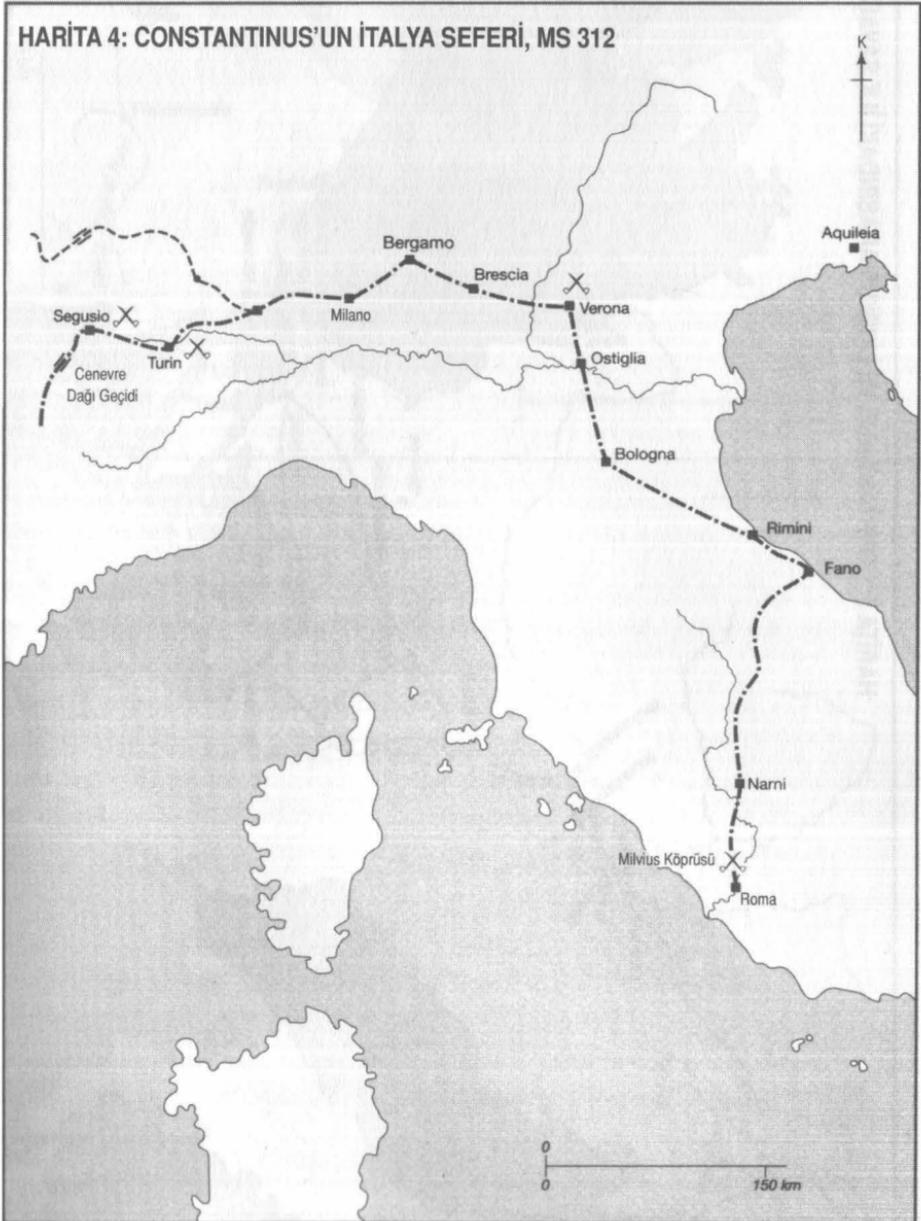 HARİTA 4: CONSTANTINUS'UN İTALYA SEFERİ, MS 312
K
Aquileia
Bergamo
Brescia
Segusio
Milano
Verona
Turin
Ostiglia
Cenevre
Dağı Geçidi
Bologna
Rimini
Fano
Narni
Milvius Köprüsü
Roma
0
0 150 km